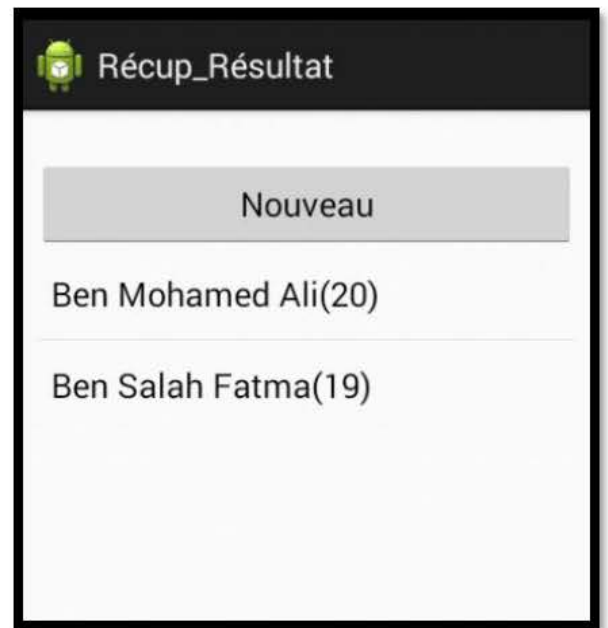 Récup_Résultat
Nouveau
Ben Mohamed Ali(20)
Ben Salah Fatma(19)